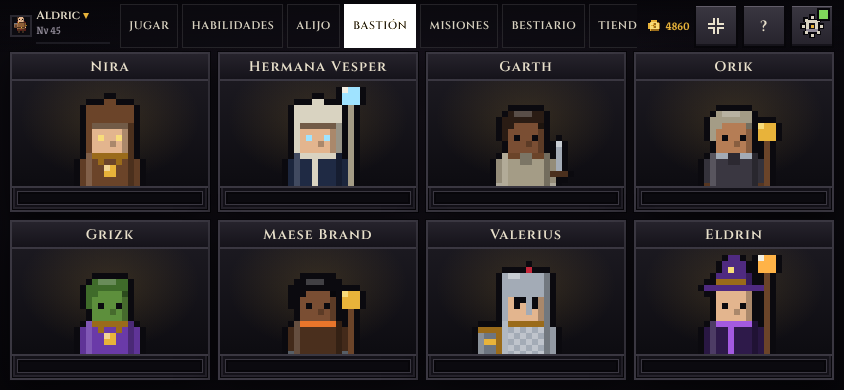 ALDRIC
Nv 45
JUGAR
HABILIDADES
ALIJO
BASTIÓN
MISIONES
BESTIARIO
TIEND
4860
?
NIRA
HERMANA VESPER
GARTH
ORIK
GRIZK
MAESE BRAND
VALERIUS
ELDRIN